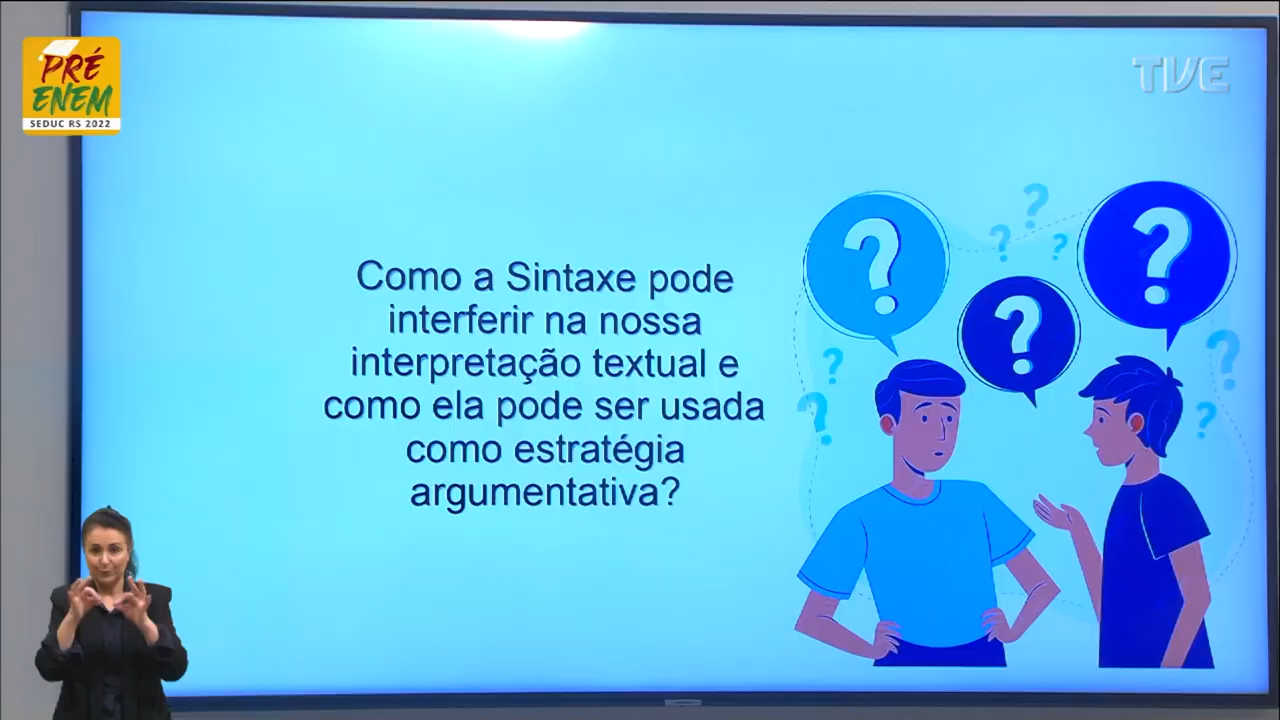 PRÉ
ENEM
SEDUC RS 2022
TVE
Como a Sintaxe pode
interferir na nossa
interpretação textual e
como ela pode ser usada
como estratégia
argumentativa?
? ? ?